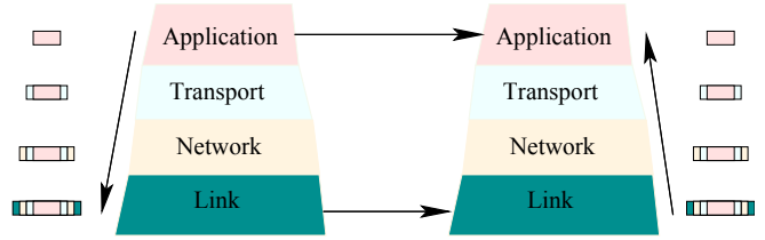 Application
Application
Transport
Transport
Network
Network
Link
Link